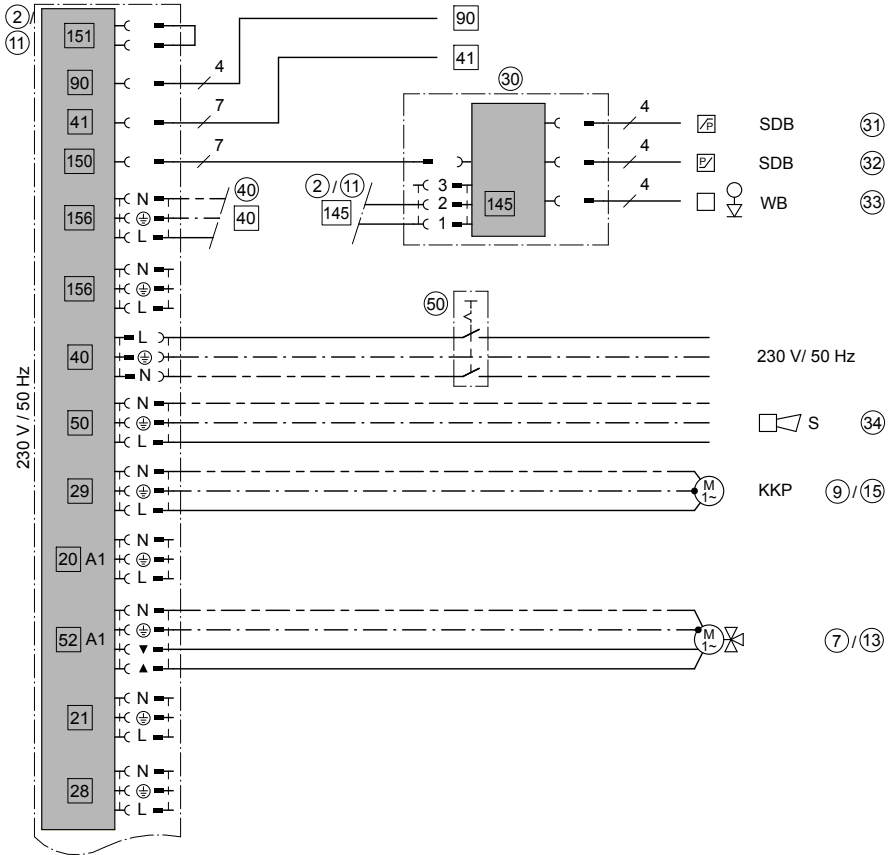 2 /
11
151
90
41
150
156
156
40
50
29
20 A1
52 A1
21
28
230 V / 50 Hz
4
7
7
90
41
30
2 / 11
145
3
2
1
145
4
/P
SDB
31
4
P/
SDB
32
4
WB
33
N
L
40
40
N
L
L
N
50
230 V/ 50 Hz
N
L
S
34
N
L
M
1~
KKP
9 / 15
N
L
N
▼
▲
M
1~
7 / 13
N
L
N
L